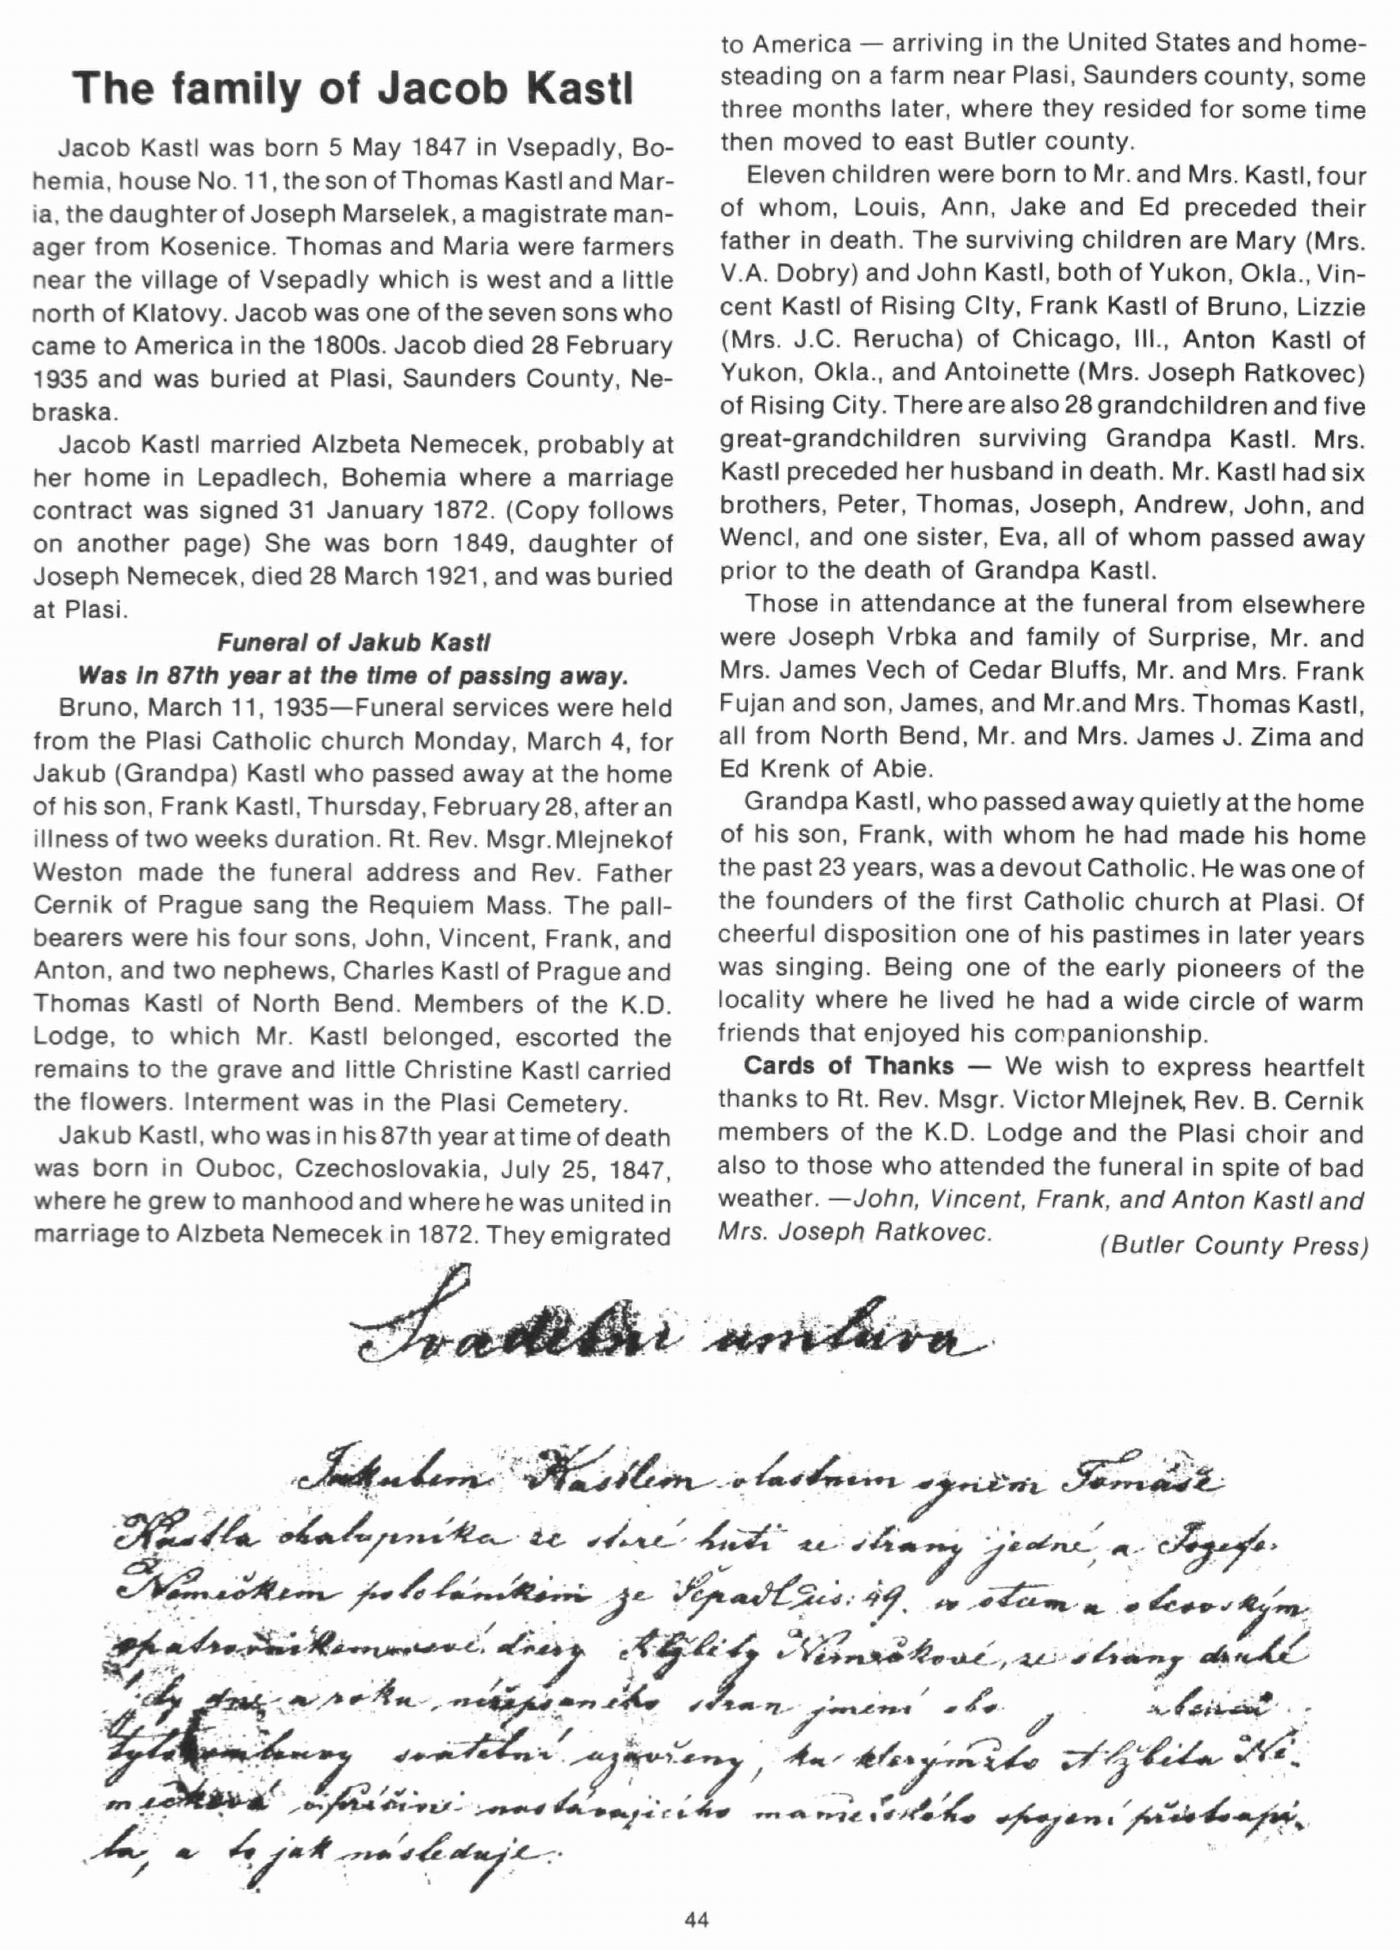 The family of Jacob Kastl
Jacob Kastl was born 5 May 1847 in Vsepadly, Bo-
hemia, house No. 11, the son of Thomas Kastl and Mar-
ia, the daughter of Joseph Marselek, a magistrate man-
ager from Kosenice. Thomas and Maria were farmers
near the village of Vsepadly which is west and a little
north of Klatovy. Jacob was one of the seven sons who
came to America in the 1800s. Jacob died 28 February
1935 and was buried at Plasi, Saunders County, Ne-
braska.
Jacob Kastl married Alzbeta Nemecek, probably at
her home in Lepadlech, Bohemia where a marriage
contract was signed 31 January 1872. (Copy follows
on another page) She was born 1849, daughter of
Joseph Nemecek, died 28 March 1921, and was buried
at Plasi.
Funeral of Jakub Kastl
Was in 87th year at the time of passing away.
Bruno, March 11, 1935—Funeral services were held
from the Plasi Catholic church Monday, March 4, for
Jakub (Grandpa) Kastl who passed away at the home
of his son, Frank Kastl, Thursday, February 28, after an
illness of two weeks duration. Rt. Rev. Msgr. Mlejnekof
Weston made the funeral address and Rev. Father
Cernik of Prague sang the Requiem Mass. The pall-
bearers were his four sons, John, Vincent, Frank, and
Anton, and two nephews, Charles Kastl of Prague and
Thomas Kastl of North Bend. Members of the K.D.
Lodge, to which Mr. Kastl belonged, escorted the
remains to the grave and little Christine Kastl carried
the flowers. Interment was in the Plasi Cemetery.
Jakub Kastl, who was in his 87th year at time of death
was born in Ouboc, Czechoslovakia, July 25, 1847,
where he grew to manhood and where he was united in
marriage to Alzbeta Nemecek in 1872. They emigrated
to America — arriving in the United States and home-
steading on a farm near Plasi, Saunders county, some
three months later, where they resided for some time
then moved to east Butler county.
Eleven children were born to Mr. and Mrs. Kastl, four
of whom, Louis, Ann, Jake and Ed preceded their
father in death. The surviving children are Mary (Mrs.
V.A. Dobry) and John Kastl, both of Yukon, Okla., Vin-
cent Kastl of Rising CIty, Frank Kastl of Bruno, Lizzie
(Mrs. J.C. Rerucha) of Chicago, Ill., Anton Kastl of
Yukon, Okla., and Antoinette (Mrs. Joseph Ratkovec)
of Rising City. There are also 28 grandchildren and five
great-grandchildren surviving Grandpa Kastl. Mrs.
Kastl preceded her husband in death. Mr. Kastl had six
brothers, Peter, Thomas, Joseph, Andrew, John, and
Wencl, and one sister, Eva, all of whom passed away
prior to the death of Grandpa Kastl.
Those in attendance at the funeral from elsewhere
were Joseph Vrbka and family of Surprise, Mr. and
Mrs. James Vech of Cedar Bluffs, Mr. and Mrs. Frank
Fujan and son, James, and Mr.and Mrs. Thomas Kastl,
all from North Bend, Mr. and Mrs. James J. Zima and
Ed Krenk of Abie.
Grandpa Kastl, who passed away quietly at the home
of his son, Frank, with whom he had made his home
the past 23 years, was a devout Catholic. He was one of
the founders of the first Catholic church at Plasi. Of
cheerful disposition one of his pastimes in later years
was singing. Being one of the early pioneers of the
locality where he lived he had a wide circle of warm
friends that enjoyed his companionship.
Cards of Thanks — We wish to express heartfelt
thanks to Rt. Rev. Msgr. Victor Mlejnek, Rev. B. Cernik
members of the K.D. Lodge and the Plasi choir and
also to those who attended the funeral in spite of bad
weather. —John, Vincent, Frank, and Anton Kastl and
Mrs. Joseph Ratkovec.
(Butler County Press)
Svadební umluva
Jakubem Kastlem vlastním synem Tomáše
Kastla chalupníka ze staré huti ze strany jedné, a Jozefe
Němečkem pololáníkem ze čis: 49. otcovským
dcery Alžbity Němečkové, ze strany druhé
dne a roku nížepsaného stran jmění
svatební uzavřeny, ku kterýmžto Alžbita Ně-
mečková nastávajícího manželského spojení přistoupi-
la, a to jak následuje:
44